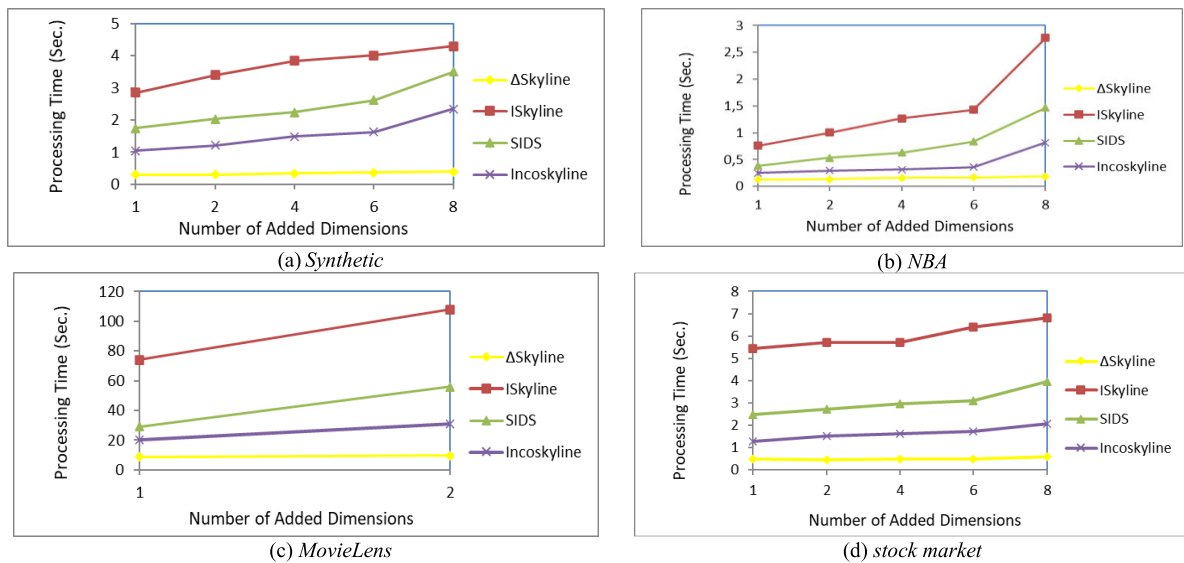 5
4
3
2
1
0
Processing Time (Sec.)
1 2 4 6 8
Number of Added Dimensions
ΔSkyline
ISkyline
SIDS
Incoskyline
(a) Synthetic
3
2,5
2
1,5
1
0,5
0
Processing Time (Sec.)
1 2 4 6 8
Number of Added Dimensions
ΔSkyline
ISkyline
SIDS
Incoskyline
(b) NBA
120
100
80
60
40
20
0
Processing Time (Sec.)
1 2
Number of Added Dimensions
ΔSkyline
ISkyline
SIDS
Incoskyline
(c) MovieLens
8
7
6
5
4
3
2
1
0
Processing Time (Sec.)
1 2 4 6 8
Number of Added Dimensions
ΔSkyline
ISkyline
SIDS
Incoskyline
(d) stock market